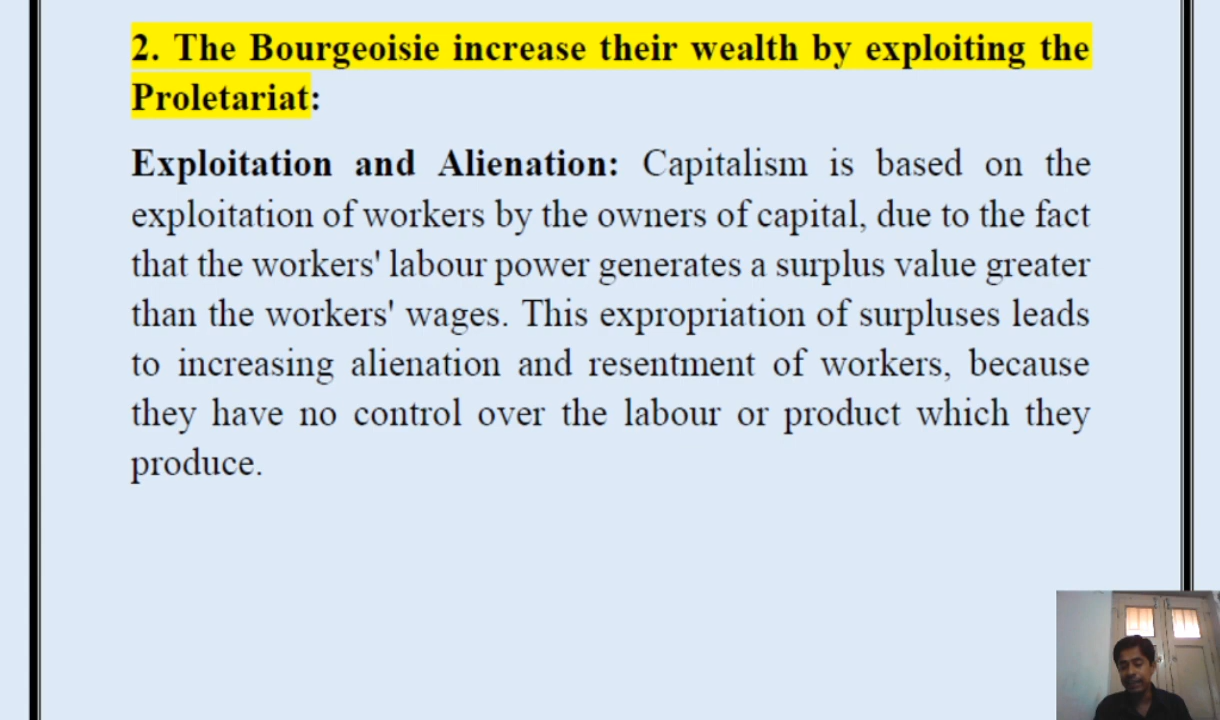 2. The Bourgeoisie increase their wealth by exploiting the
Proletariat:
Exploitation and Alienation: Capitalism is based on the
exploitation of workers by the owners of capital, due to the fact
that the workers' labour power generates a surplus value greater
than the workers' wages. This expropriation of surpluses leads
to increasing alienation and resentment of workers, because
they have no control over the labour or product which they
produce.